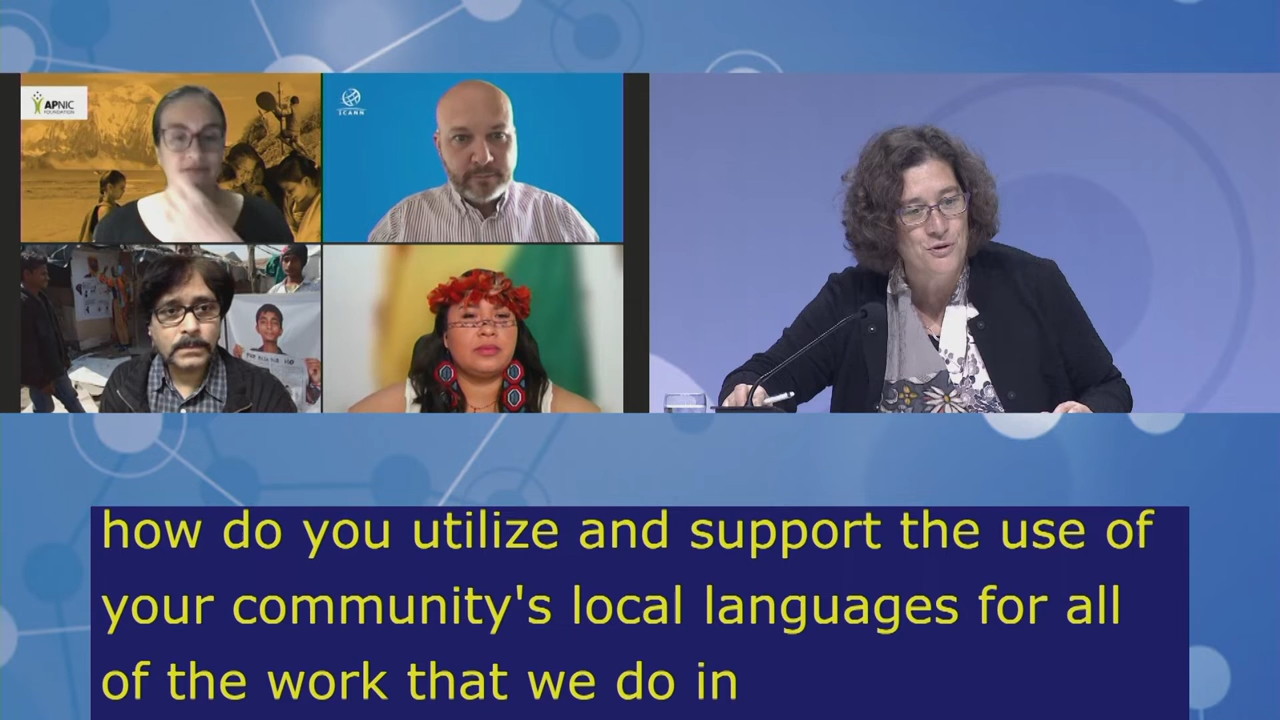 APNIC
FOUNDATION
ICANN
how do you utilize and support the use of
your community's local languages for all
of the work that we do in